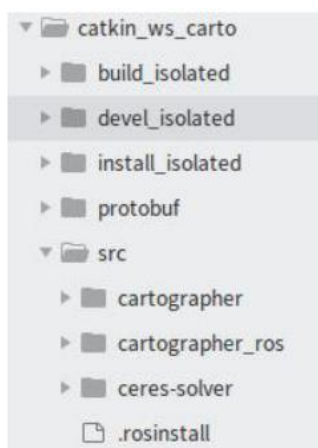 catkin_ws_carto
build_isolated
devel_isolated
install_isolated
protobuf
src
cartographer
cartographer_ros
ceres-solver
.rosinstall